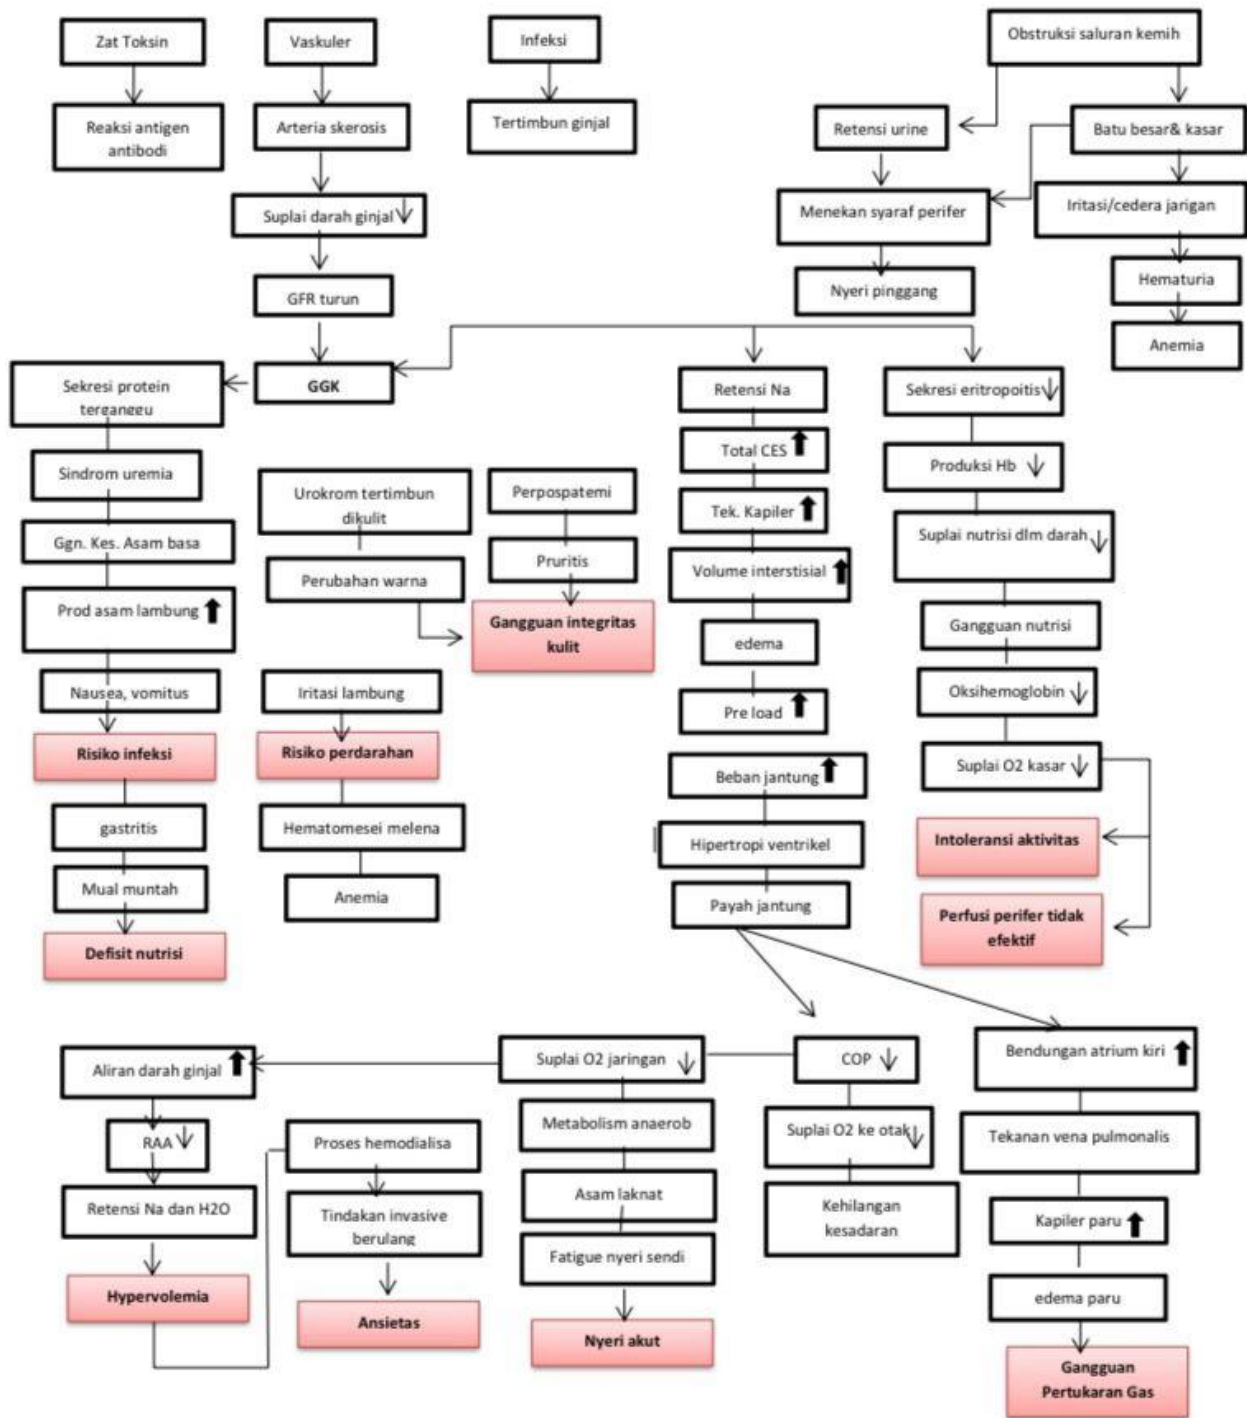 Zat Toksin
Vaskuler
Infeksi
Obstruksi saluran kemih
Reaksi antigen
antibodi
Arteria skerosis
Tertimbun ginjal
Retensi urine
Batu besar& kasar
Suplai darah ginjal
Menekan syaraf perifer
Iritasi/cedera jarigan
GFR turun
Nyeri pinggang
Hematuria
Anemia
Sekresi protein
terganggu
GGK
Retensi Na
Sekresi eritropoitis
Sindrom uremia
Urokrom tertimbun
dikulit
Perpospatemi
Total CES
Produksi Hb
Ggn. Kes. Asam basa
Perubahan warna
Pruritis
Tek. Kapiler
Suplai nutrisi dlm darah
Prod asam lambung
Gangguan integritas
kulit
Volume interstisial
Gangguan nutrisi
edema
Nausea, vomitus
Iritasi lambung
Pre load
Oksihemoglobin
Risiko infeksi
Risiko perdarahan
Beban jantung
Suplai O2 kasar
gastritis
Hematomesei melena
Hipertropi ventrikel
Intoleransi aktivitas
Mual muntah
Anemia
Payah jantung
Perfusi perifer tidak
efektif
Defisit nutrisi
Aliran darah ginjal
Suplai O2 jaringan
COP
Bendungan atrium kiri
RAA
Proses hemodialisa
Metabolism anaerob
Suplai O2 ke otak
Tekanan vena pulmonalis
Retensi Na dan H2O
Tindakan invasive
berulang
Asam laknat
Kehilangan
kesadaran
Kapiler paru
Fatigue nyeri sendi
Hypervolemia
Ansietas
Nyeri akut
edema paru
Gangguan
Pertukaran Gas